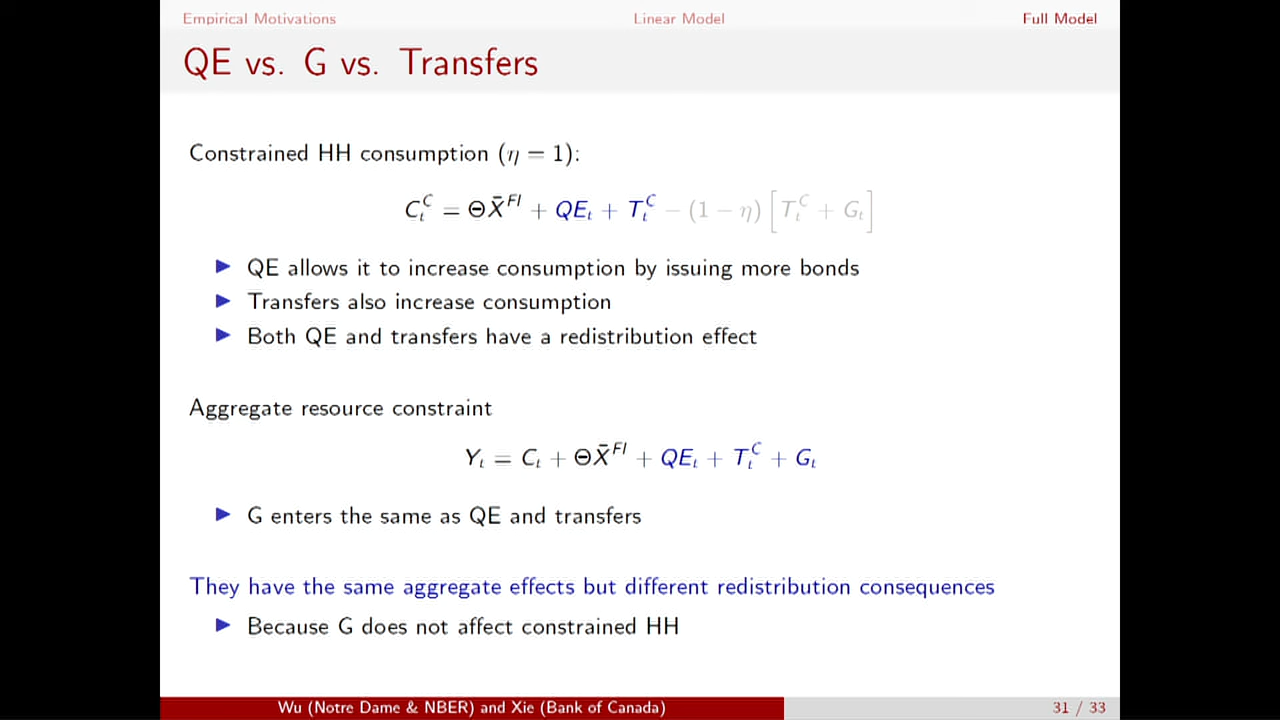 Empirical Motivations Linear Model Full Model
QE vs. G vs. Transfers
Constrained HH consumption (η = 1):
C_t^C = ΘX̄^{FI} + QE_t + T_t^C − (1 − η)[T_t^C + G_t]
▶ QE allows it to increase consumption by issuing more bonds
▶ Transfers also increase consumption
▶ Both QE and transfers have a redistribution effect
Aggregate resource constraint
Y_t = C_t + ΘX̄^{FI} + QE_t + T_t^C + G_t
▶ G enters the same as QE and transfers
They have the same aggregate effects but different redistribution consequences
▶ Because G does not affect constrained HH
Wu (Notre Dame & NBER) and Xie (Bank of Canada) 31 / 33